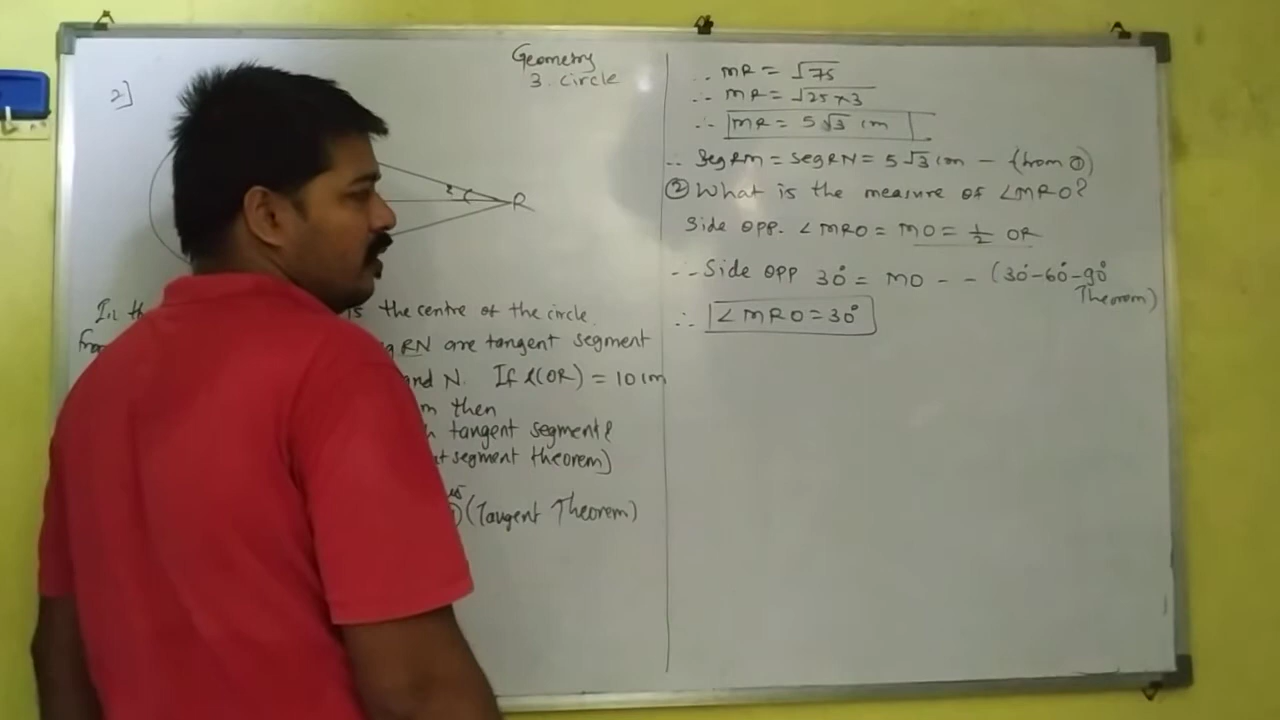 Geometry
3. Circle
2]
R
is the centre of the circle.
RN are tangent segment
and N. If l(OR) = 10 cm
then
tangent segment &
segment theorem)
(Tangent Theorem)
∴ MR = √75
∴ MR = √25 × 3
∴ MR = 5√3 cm
∴ Seg RM = Seg RN = 5√3 cm - (from ①)
② What is the measure of ∠MRO?
Side opp. ∠MRO = MO = 1/2 OR
∴ Side opp 30° = MO - - (30°-60°-90°
Theorem)
∴ ∠MRO = 30°